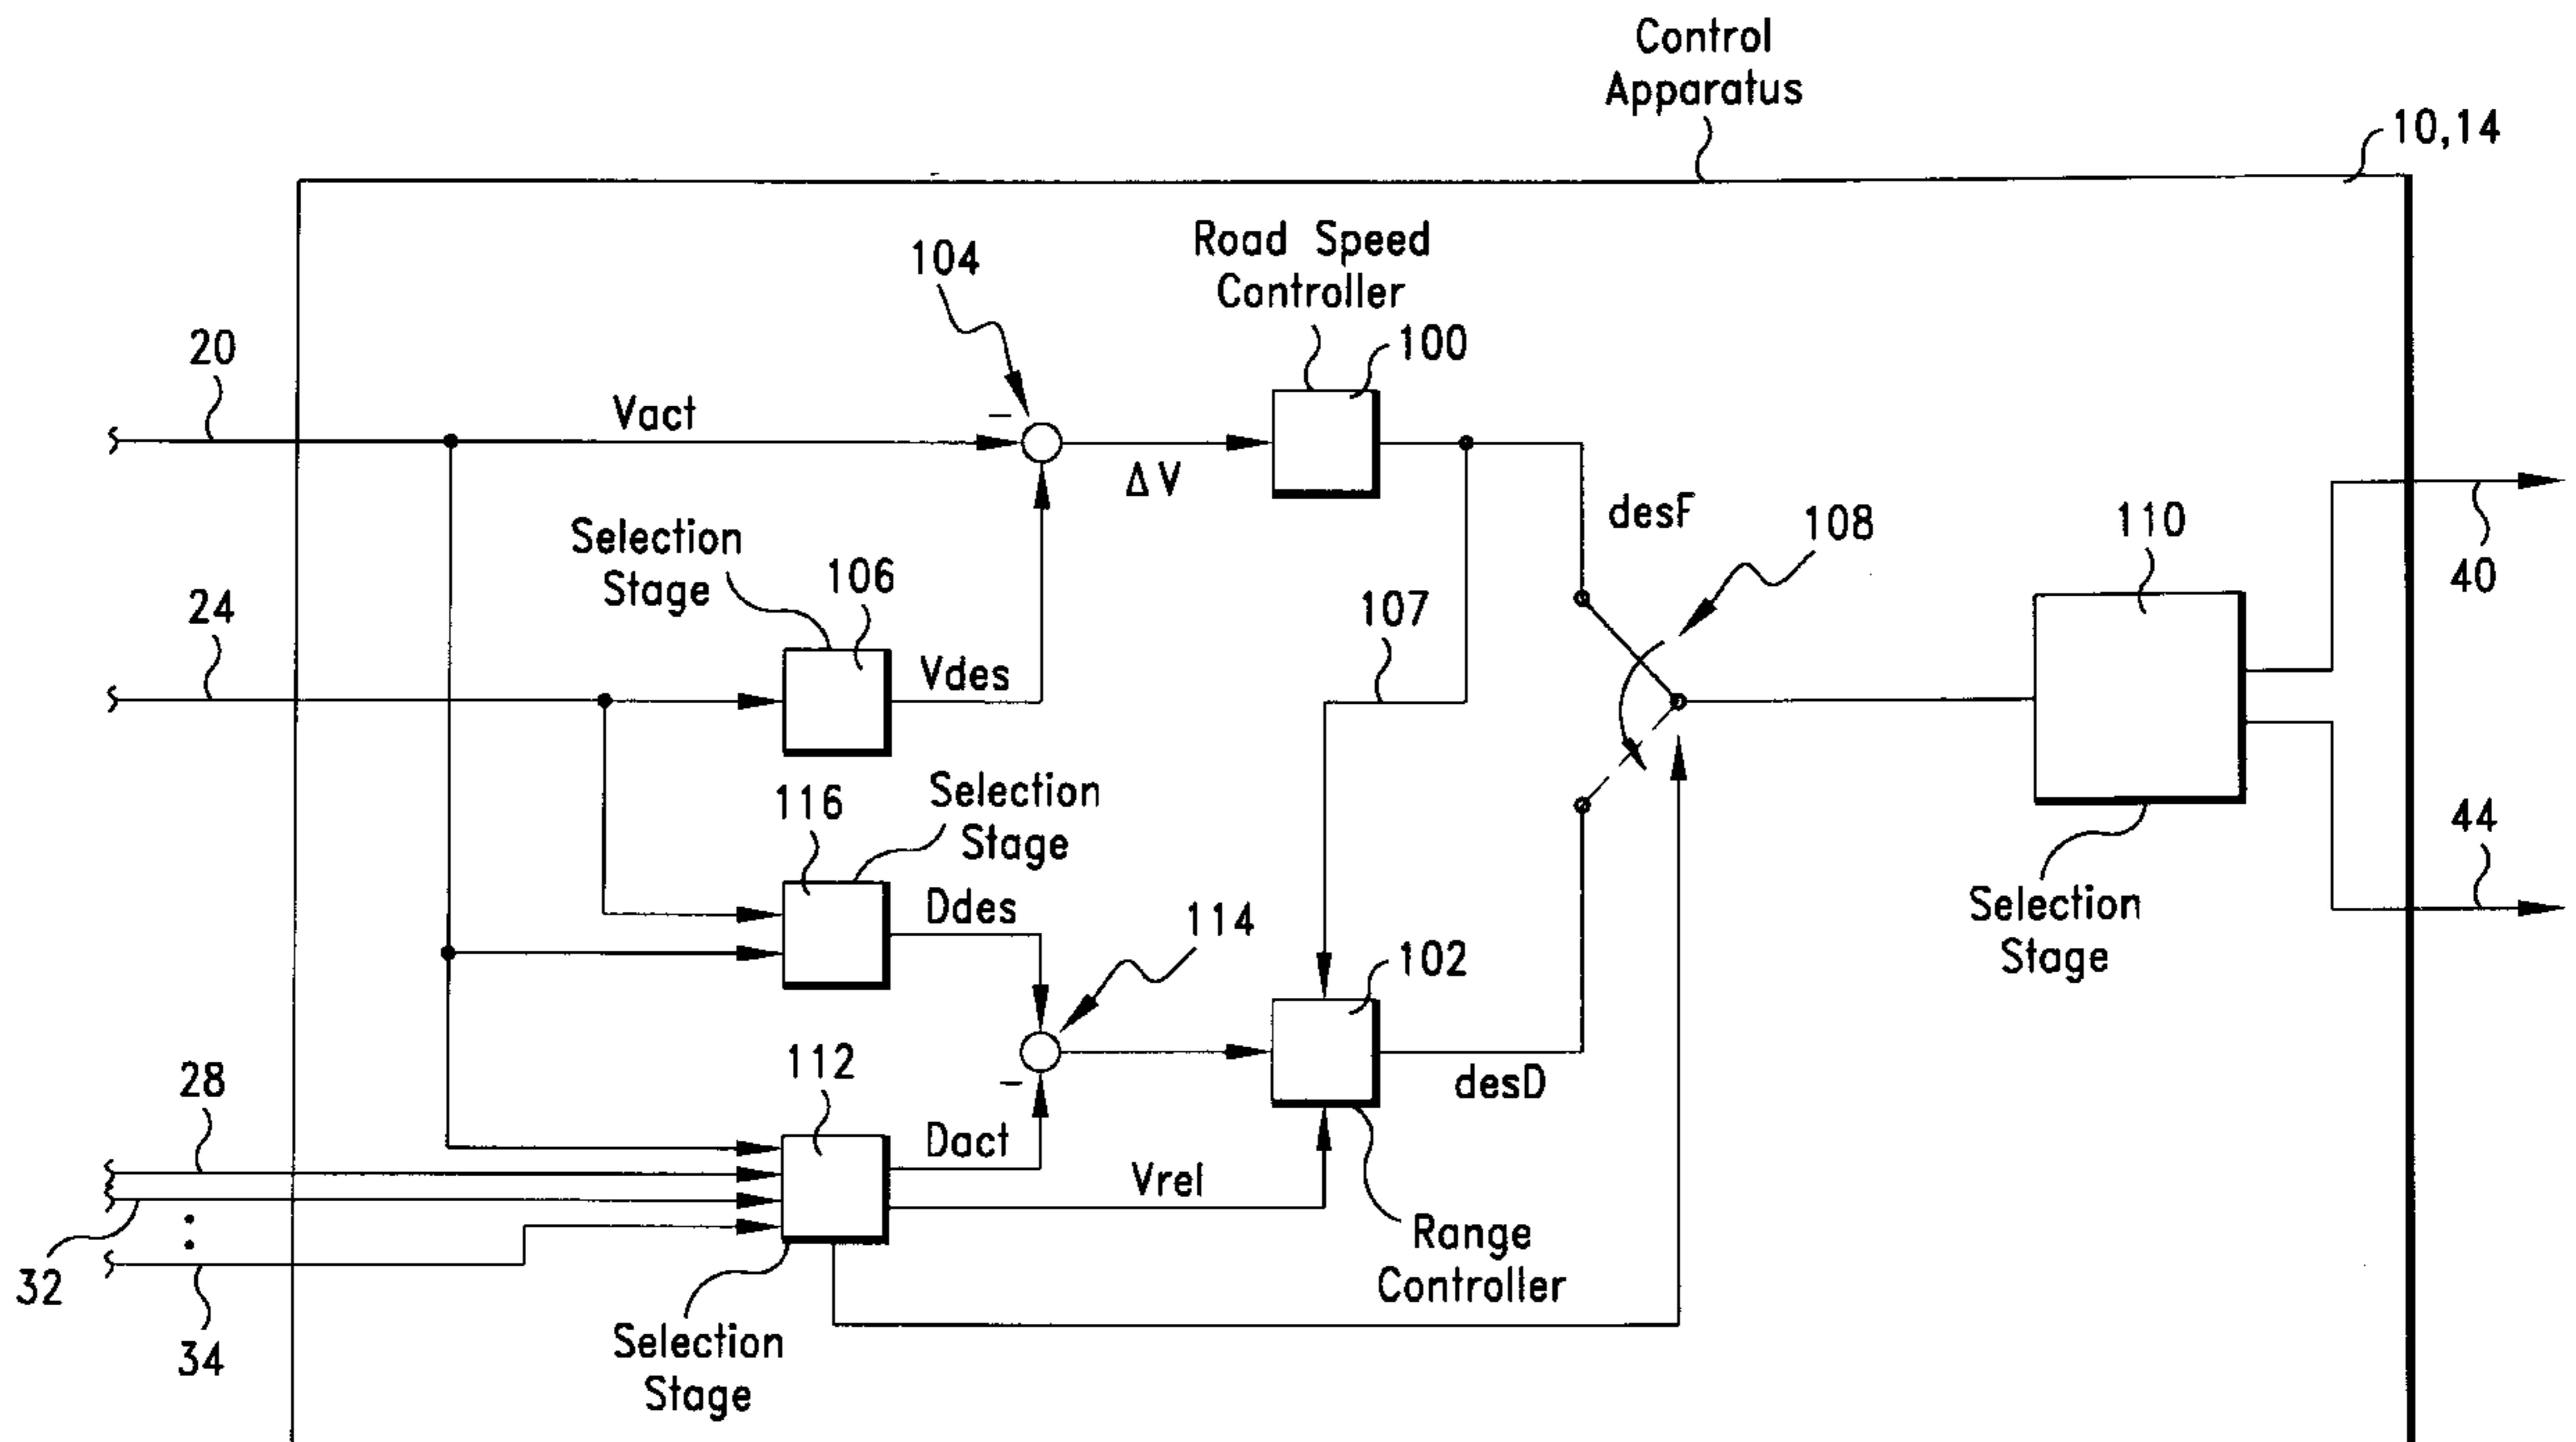 Control
Apparatus
10,14
104
Road Speed
Cantroller
100
20
Vact
−
ΔV
desF
108
110
40
Selection
Stage
106
24
Vdes
107
116
Selection
Stage
Ddes
114
102
44
Selection
Stage
112
28
−
Dact
desD
Vrel
Range
Controller
32
34
Selection
Stage